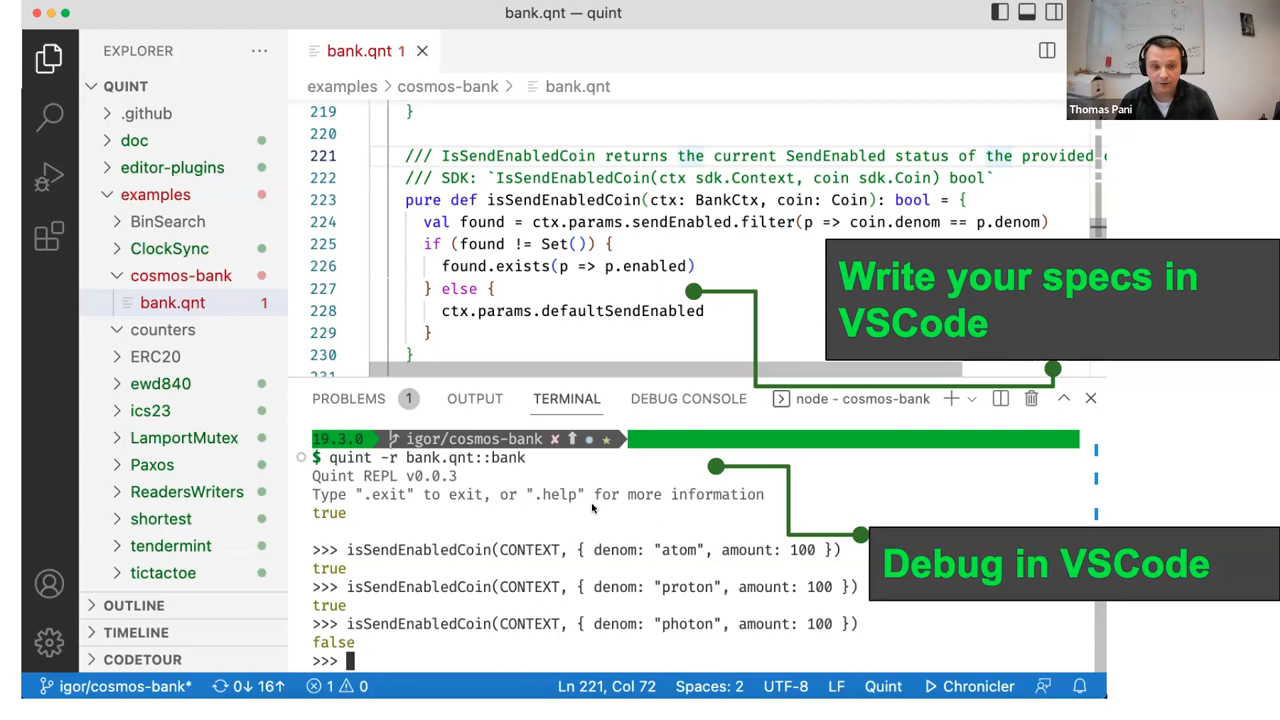 bank.qnt — quint
Thomas Pani
EXPLORER
QUINT
.github
doc
editor-plugins
examples
BinSearch
ClockSync
cosmos-bank
bank.qnt 1
counters
ERC20
ewd840
ics23
LamportMutex
Paxos
ReadersWriters
shortest
tendermint
tictactoe
OUTLINE
TIMELINE
CODETOUR
bank.qnt 1
examples > cosmos-bank > bank.qnt
219 }
220
221 /// IsSendEnabledCoin returns the current SendEnabled status of the provided
222 /// SDK: `IsSendEnabledCoin(ctx sdk.Context, coin sdk.Coin) bool`
223 pure def isSendEnabledCoin(ctx: BankCtx, coin: Coin): bool = {
224 val found = ctx.params.sendEnabled.filter(p => coin.denom == p.denom)
225 if (found != Set()) {
226 found.exists(p => p.enabled)
227 } else {
228 ctx.params.defaultSendEnabled
229 }
230 }
Write your specs in
VSCode
PROBLEMS 1 OUTPUT TERMINAL DEBUG CONSOLE node - cosmos-bank
19.3.0 igor/cosmos-bank
$ quint -r bank.qnt::bank
Quint REPL v0.0.3
Type ".exit" to exit, or ".help" for more information
true
>>> isSendEnabledCoin(CONTEXT, { denom: "atom", amount: 100 })
true
>>> isSendEnabledCoin(CONTEXT, { denom: "proton", amount: 100 })
true
>>> isSendEnabledCoin(CONTEXT, { denom: "photon", amount: 100 })
false
>>>
Debug in VSCode
igor/cosmos-bank* 0↓ 16↑ 1 0 Ln 221, Col 72 Spaces: 2 UTF-8 LF Quint Chronicler